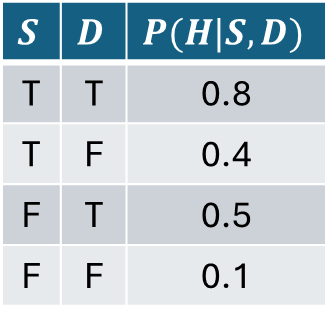 S D P(H|S, D)
T T 0.8
T F 0.4
F T 0.5
F F 0.1